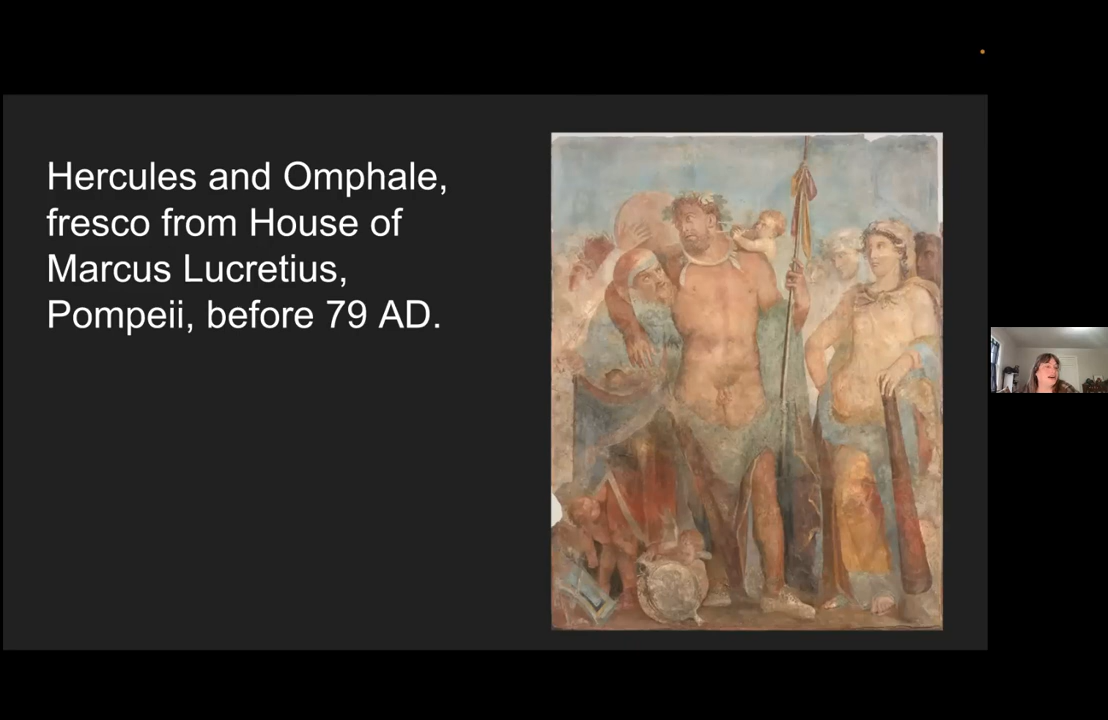 Hercules and Omphale,
fresco from House of
Marcus Lucretius,
Pompeii, before 79 AD.